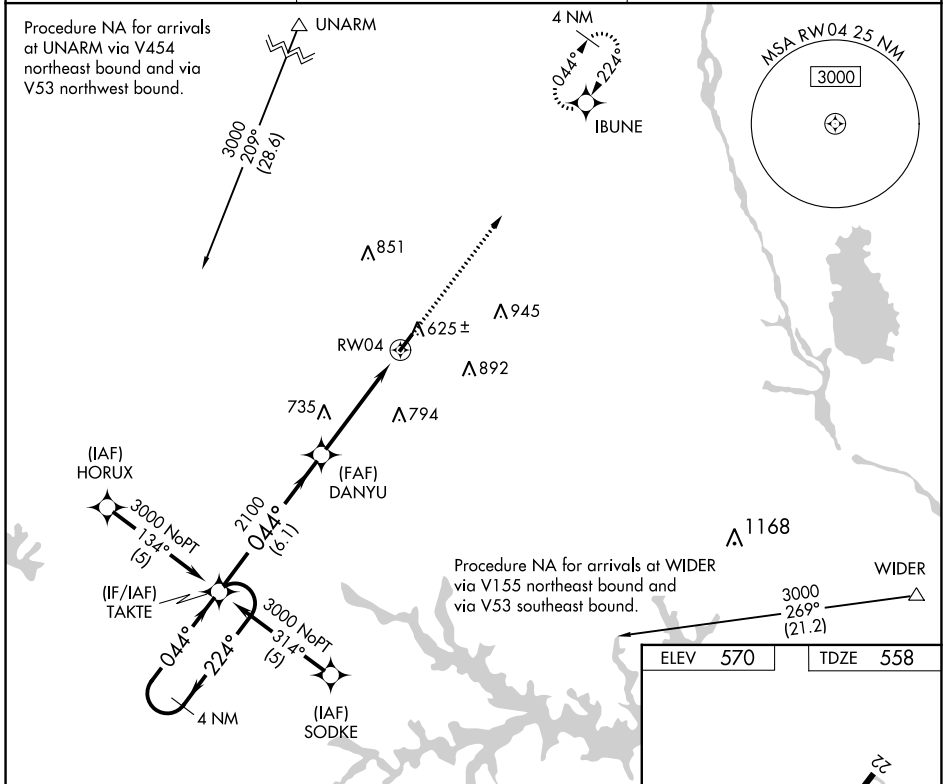 Procedure NA for arrivals
at UNARM via V454
northeast bound and via
V53 northwest bound.
UNARM
3000
209°
(28.6)
4 NM
044°
224°
IBUNE
MSA RW04 25 NM
3000
851
945
625 ±
RW04
892
735
794
(FAF)
DANYU
(IAF)
HORUX
3000 NoPT
134°
(5)
2100
044°
(6.1)
1168
Procedure NA for arrivals at WIDER
via V155 northeast bound and
via V53 southeast bound.
WIDER
3000
269°
(21.2)
(IF/IAF)
TAKTE
3000 NoPT
314°
(5)
044°
224°
4 NM
(IAF)
SODKE
ELEV 570
TDZE 558
22